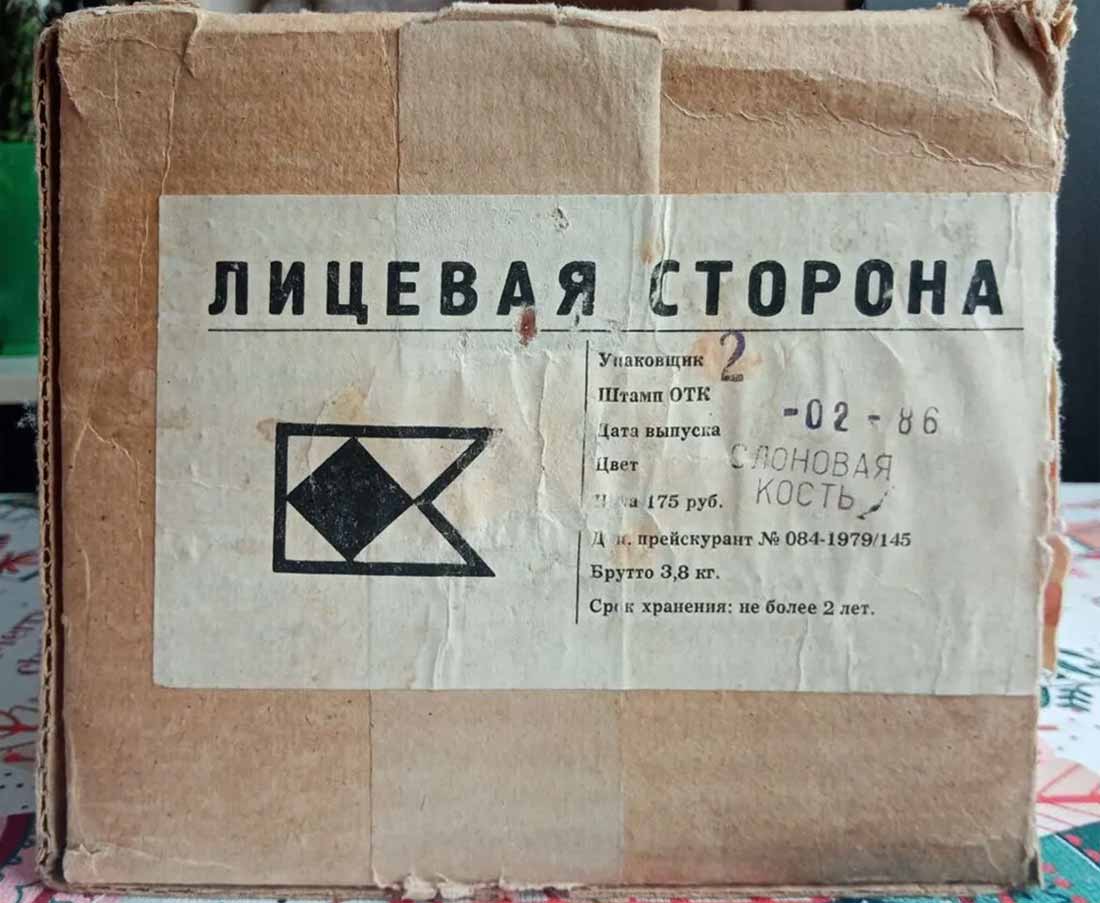 ЛИЦЕВАЯ СТОРОНА
Упаковщик 2
Штамп ОТК
Дата выпуска -02-86
Цвет СЛОНОВАЯ КОСТЬ
175 руб.
прейскурант № 084-1979/145
Брутто 3,8 кг.
Срок хранения: не более 2 лет.